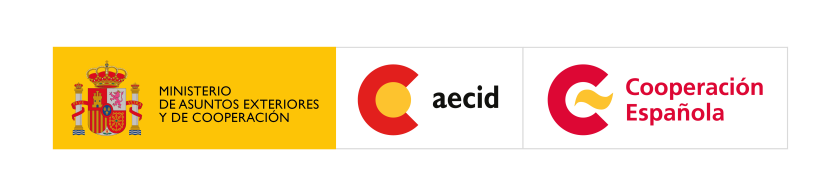 MINISTERIO
DE ASUNTOS EXTERIORES
Y DE COOPERACIÓN
aecid
Cooperación
Española